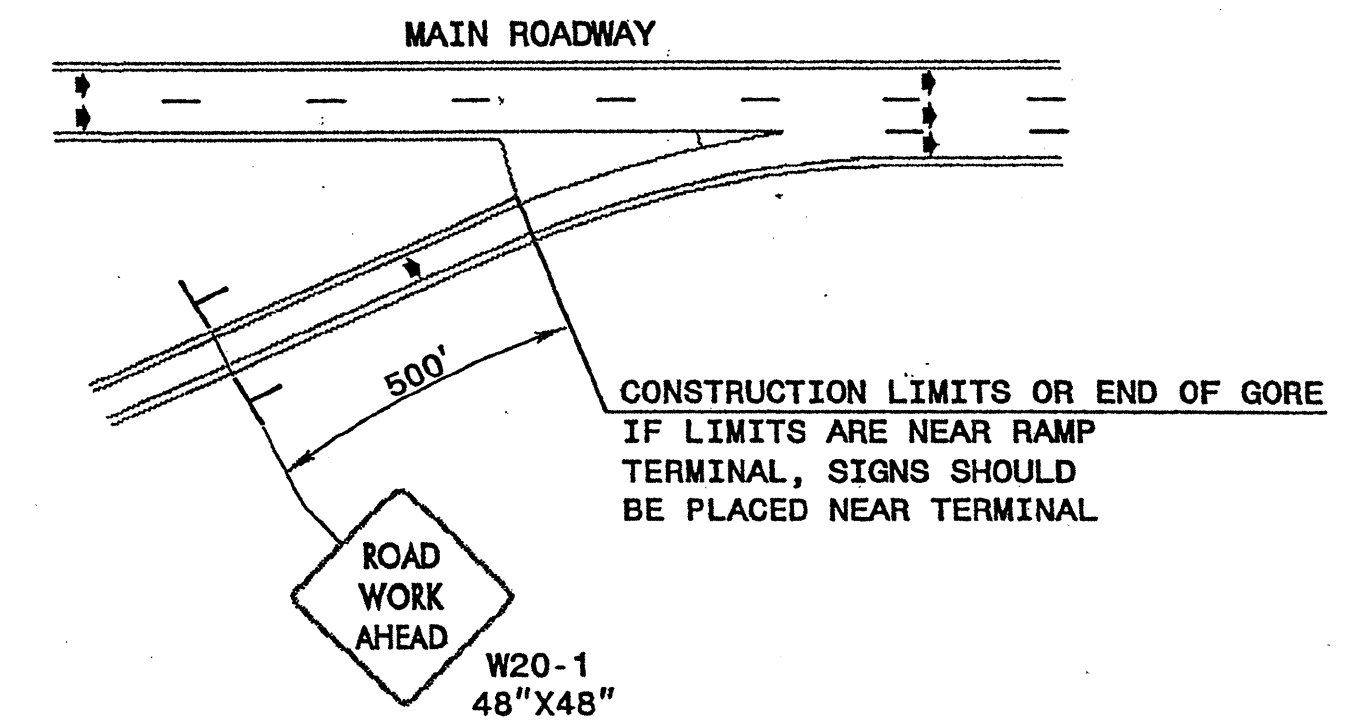 MAIN ROADWAY
500'
CONSTRUCTION LIMITS OR END OF GORE
IF LIMITS ARE NEAR RAMP
TERMINAL, SIGNS SHOULD
BE PLACED NEAR TERMINAL
ROAD
WORK
AHEAD
W20-1
48"X48"